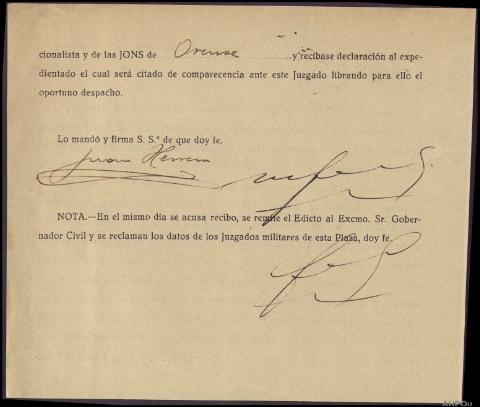 cionalista y de las JONS de Orense y recíbase declaración al expe-
dientado el cual será citado de comparecencia ante este Juzgado librando para ello el
oportuno despacho.
Lo mandó y firma S. S.ª de que doy fe.
Juan Herrera
NOTA.—En el mismo día se acusa recibo, se remite el Edicto al Excmo. Sr. Gober-
nador Civil y se reclaman los datos de los Juzgados militares de esta Plaza, doy fe.